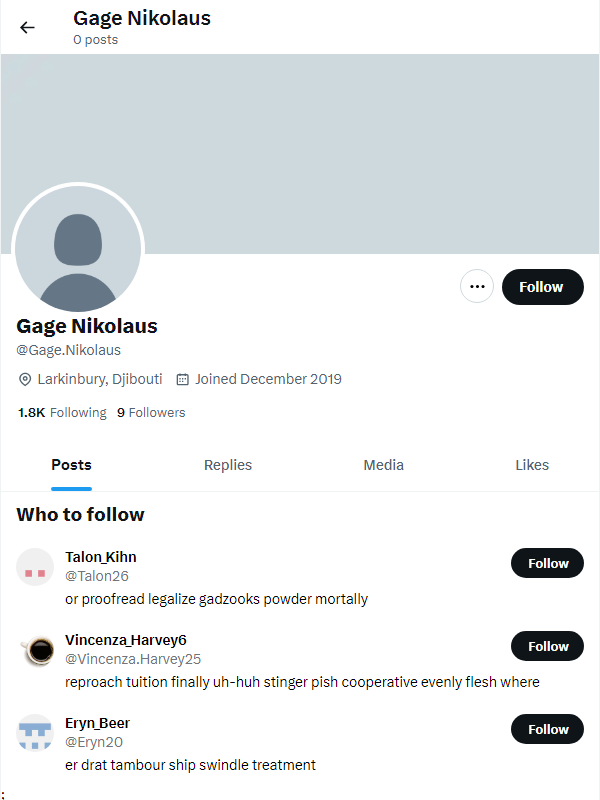 Gage Nikolaus
0 posts
Follow
Gage Nikolaus
@Gage.Nikolaus
Larkinbury, Djibouti Joined December 2019
1.8K Following 9 Followers
Posts Replies Media Likes
Who to follow
Talon_Kihn
@Talon26
Follow
or proofread legalize gadzooks powder mortally
Vincenza_Harvey6
@Vincenza.Harvey25
Follow
reproach tuition finally uh-huh stinger pish cooperative evenly flesh where
Eryn_Beer
@Eryn20
Follow
er drat tambour ship swindle treatment
;